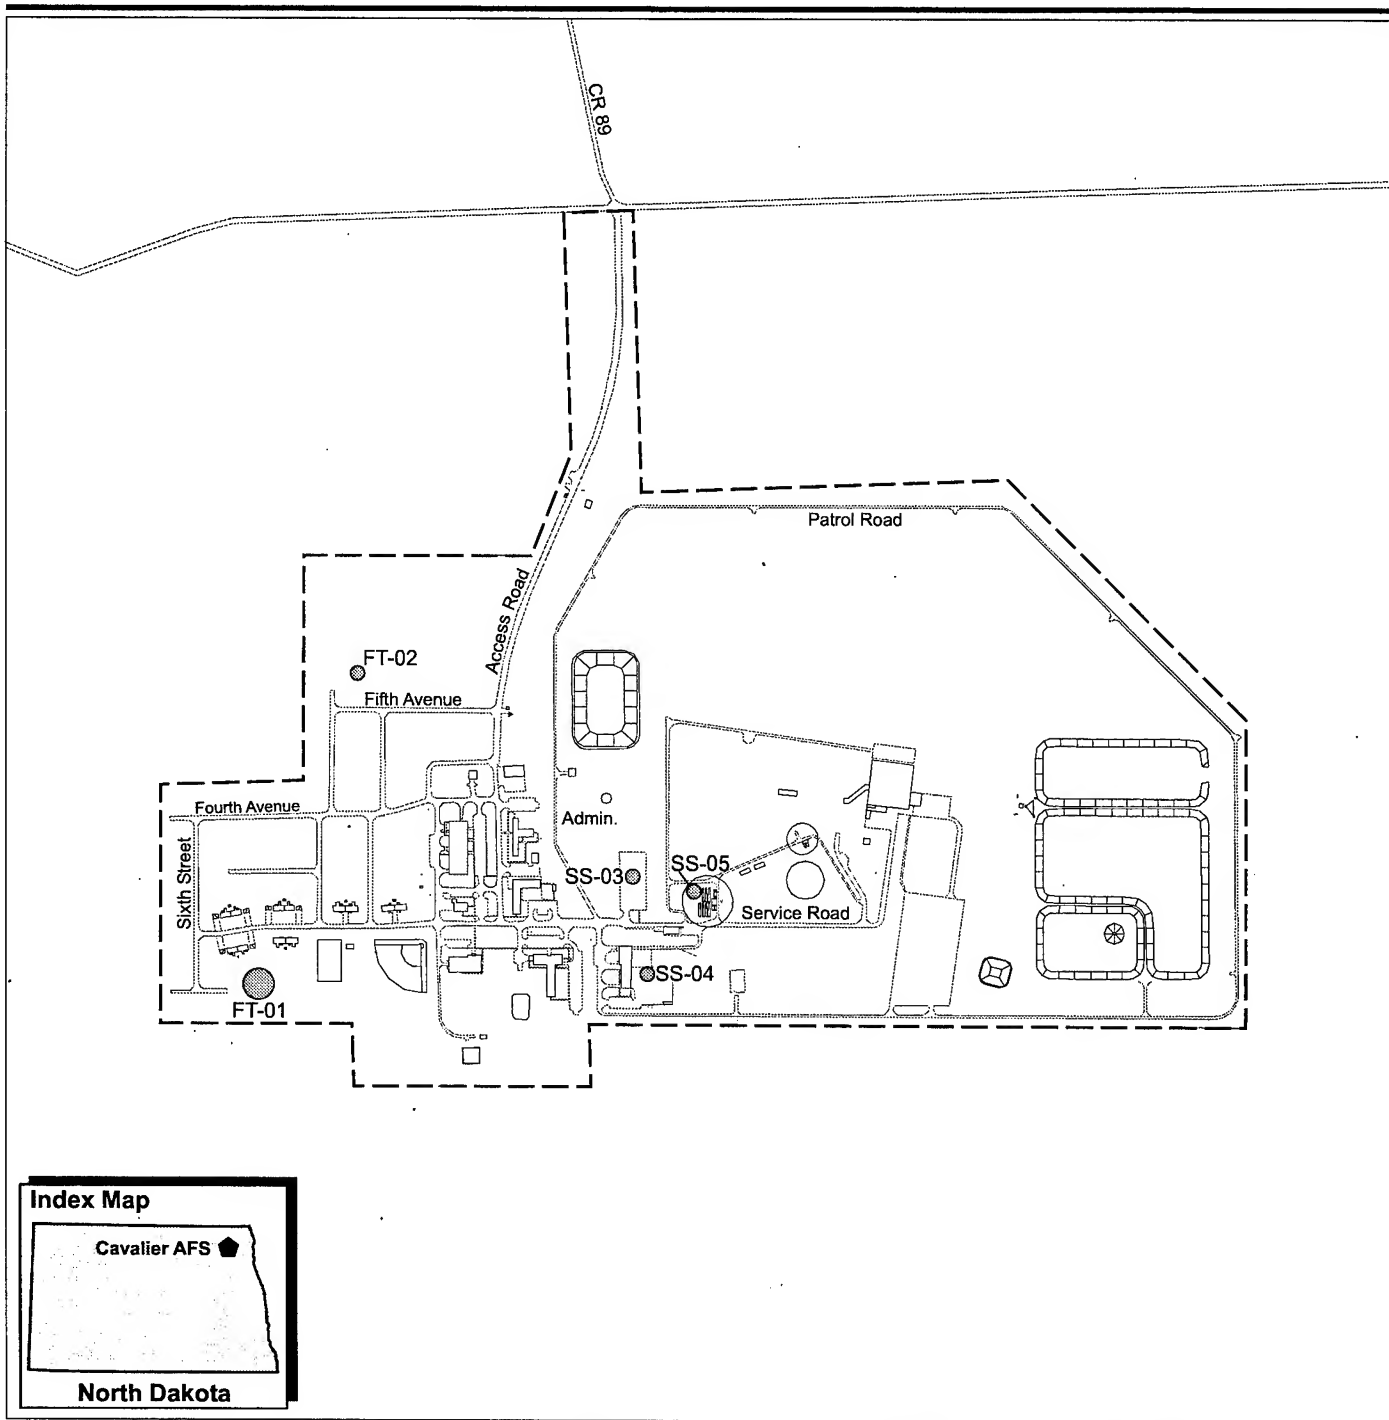 CR 89
Patrol Road
Access Road
FT-02
Fifth Avenue
Fourth Avenue
Admin.
Sixth Street
SS-03
SS-05
Service Road
SS-04
FT-01
Index Map
Cavalier AFS
North Dakota